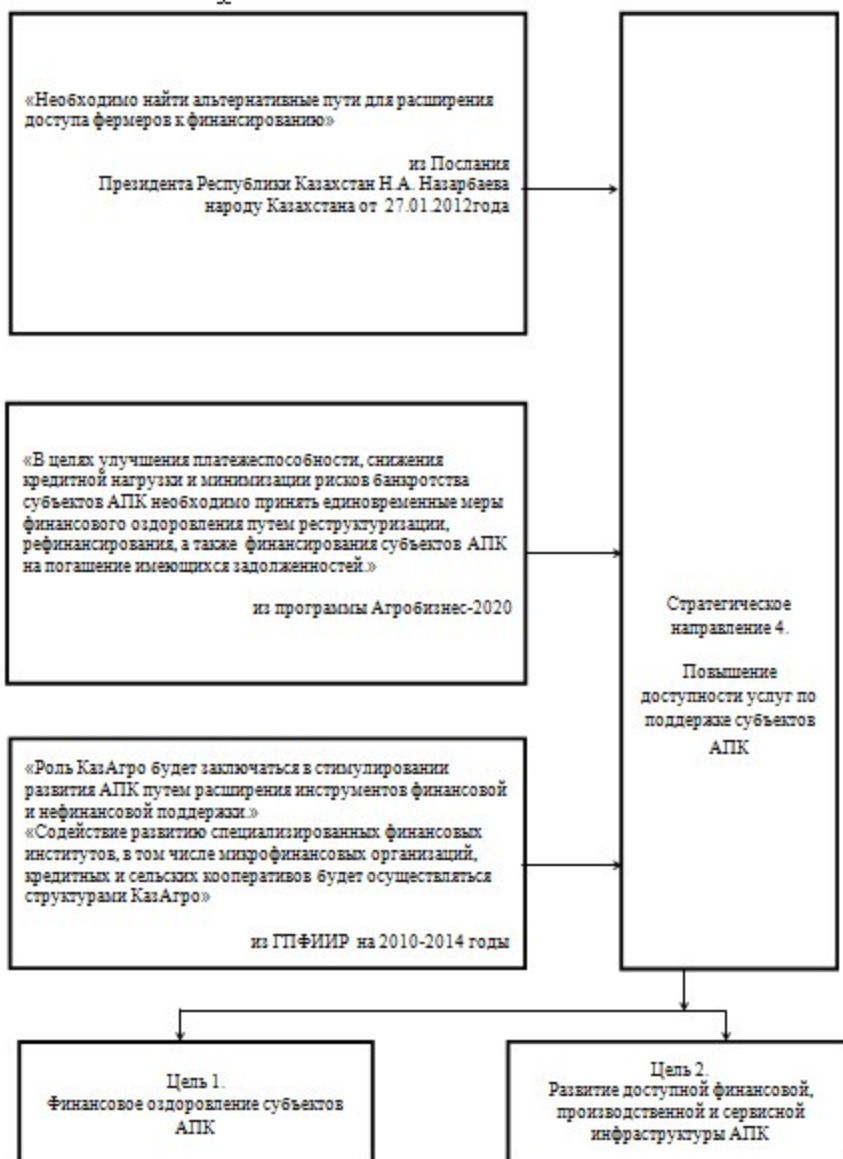 «Необходимо найти альтернативные пути для расширения
доступа фермеров к финансированию»
из Послания
Президента Республики Казахстан Н.А. Назарбаева
народу Казахстана от 27.01.2012года
«В целях улучшения платежеспособности, снижения
кредитной нагрузки и минимизации рисков банкротства
субъектов АПК необходимо принять единовременные меры
финансового оздоровления путем реструктуризации,
рефинансирования, а также финансирования субъектов АПК
на погашение имеющихся задолженностей.»
из программы Агробизнес-2020
«Роль КазАгро будет заключаться в стимулировании
развития АПК путем расширения инструментов финансовой
и нефинансовой поддержки.»
«Содействие развитию специализированных финансовых
институтов, в том числе микрофинансовых организаций,
кредитных и сельских кооперативов будет осуществляться
структурами КазАгро»
из ГПФИИР на 2010-2014 годы
Стратегическое
направление 4.
Повышение
доступности услуг по
поддержке субъектов
АПК
Цель 1.
Финансовое оздоровление субъектов
АПК
Цель 2.
Развитие доступной финансовой,
производственной и сервисной
инфраструктуры АПК